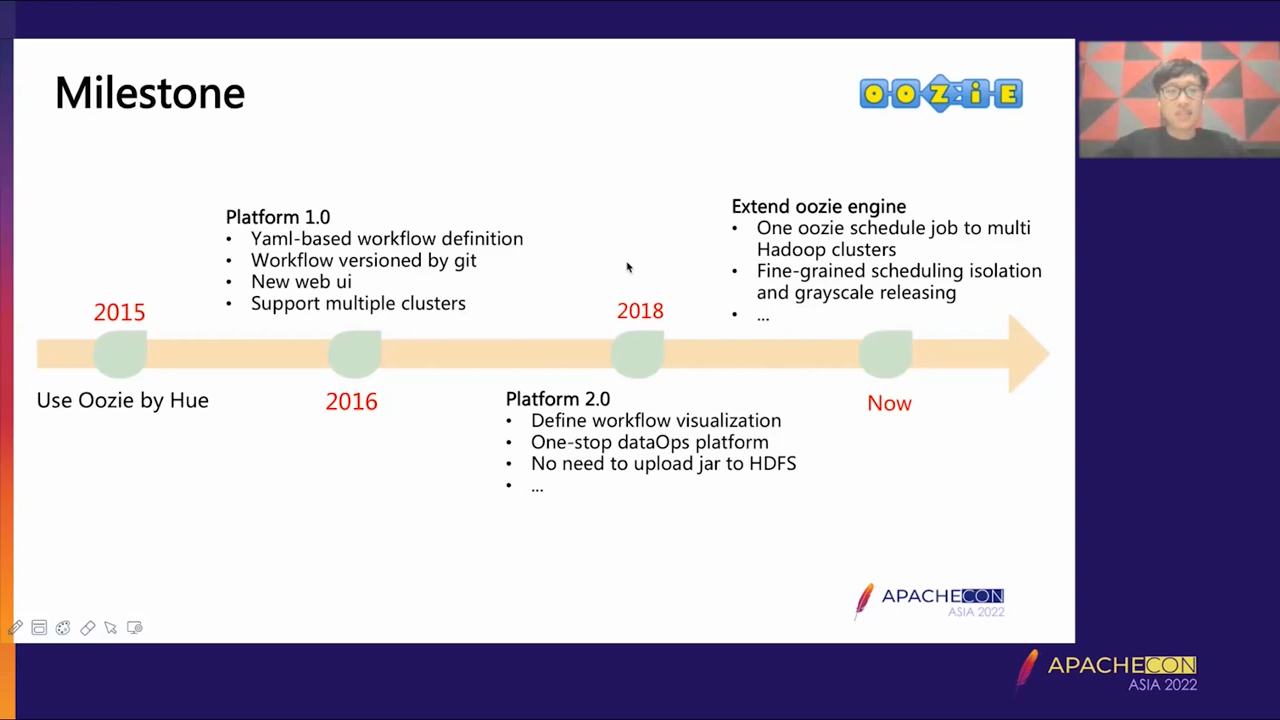 Milestone
OOZiE
Platform 1.0
• Yaml-based workflow definition
• Workflow versioned by git
• New web ui
• Support multiple clusters
Extend oozie engine
• One oozie schedule job to multi
Hadoop clusters
• Fine-grained scheduling isolation
and grayscale releasing
• ...
2015
2018
Use Oozie by Hue
2016
Platform 2.0
• Define workflow visualization
• One-stop dataOps platform
• No need to upload jar to HDFS
• ...
Now
APACHECON
ASIA 2022
APACHECON
ASIA 2022